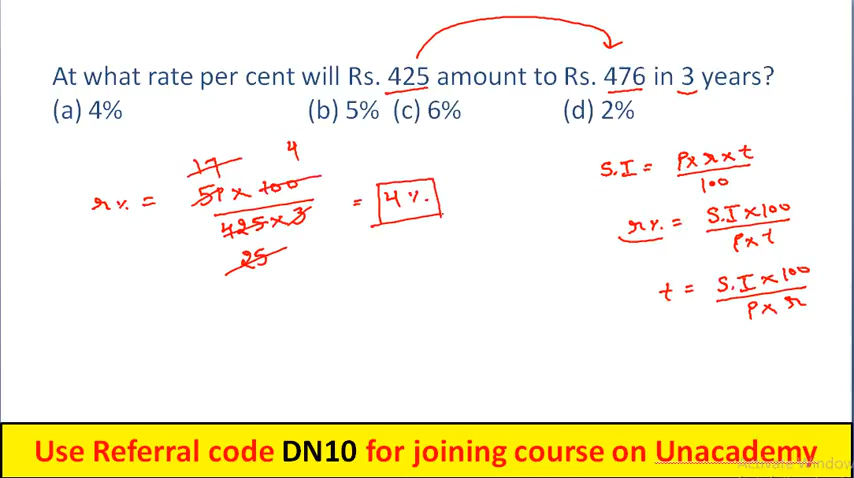 At what rate per cent will Rs. 425 amount to Rs. 476 in 3 years?
(a) 4% (b) 5% (c) 6% (d) 2%
17 4
r% = 51 x 100 / 425 x 3 = 4%.
25
S.I = P x r x t / 100
r% = S.I x 100 / P x t
t = S.I x 100 / P x r
Use Referral code DN10 for joining course on Unacademy
Activate Window